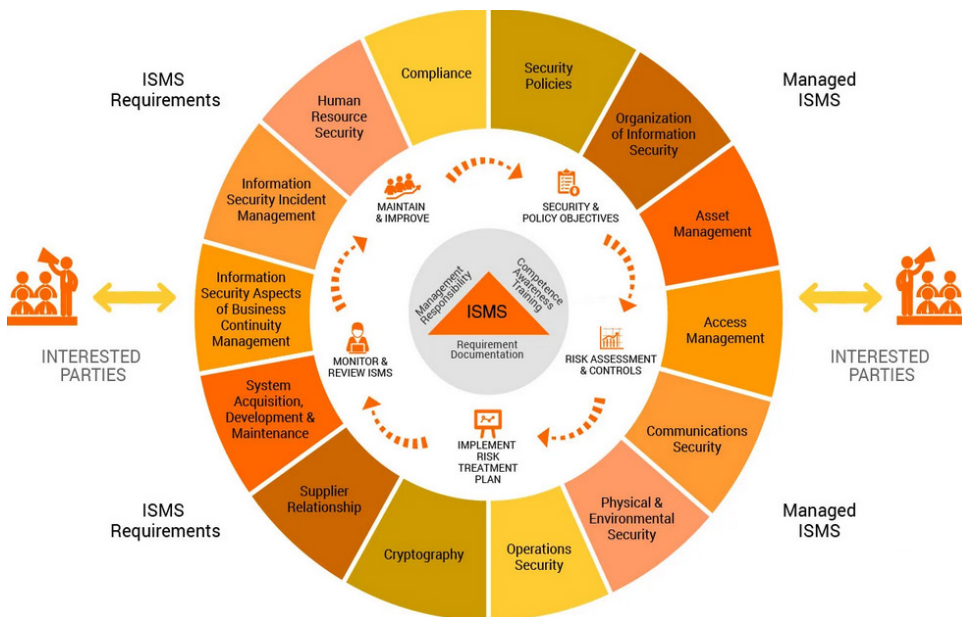 ISMS
Requirements
Managed
ISMS
Compliance
Security
Policies
Organization
of Information
Security
Asset
Management
Access
Management
Communications
Security
Physical &
Environmental
Security
Operations
Security
Cryptography
Supplier
Relationship
System
Acquisition,
Development &
Maintenance
Information
Security Aspects
of Business
Continuity
Management
Information
Security Incident
Management
Human
Resource
Security
MAINTAIN
& IMPROVE
SECURITY &
POLICY OBJECTIVES
RISK ASSESSMENT
& CONTROLS
IMPLEMENT
RISK
TREATMENT
PLAN
MONITOR &
REVIEW ISMS
Management
Responsibility
Competence
Awareness
Training
ISMS
Requirement
Documentation
INTERESTED
PARTIES
INTERESTED
PARTIES
ISMS
Requirements
Managed
ISMS